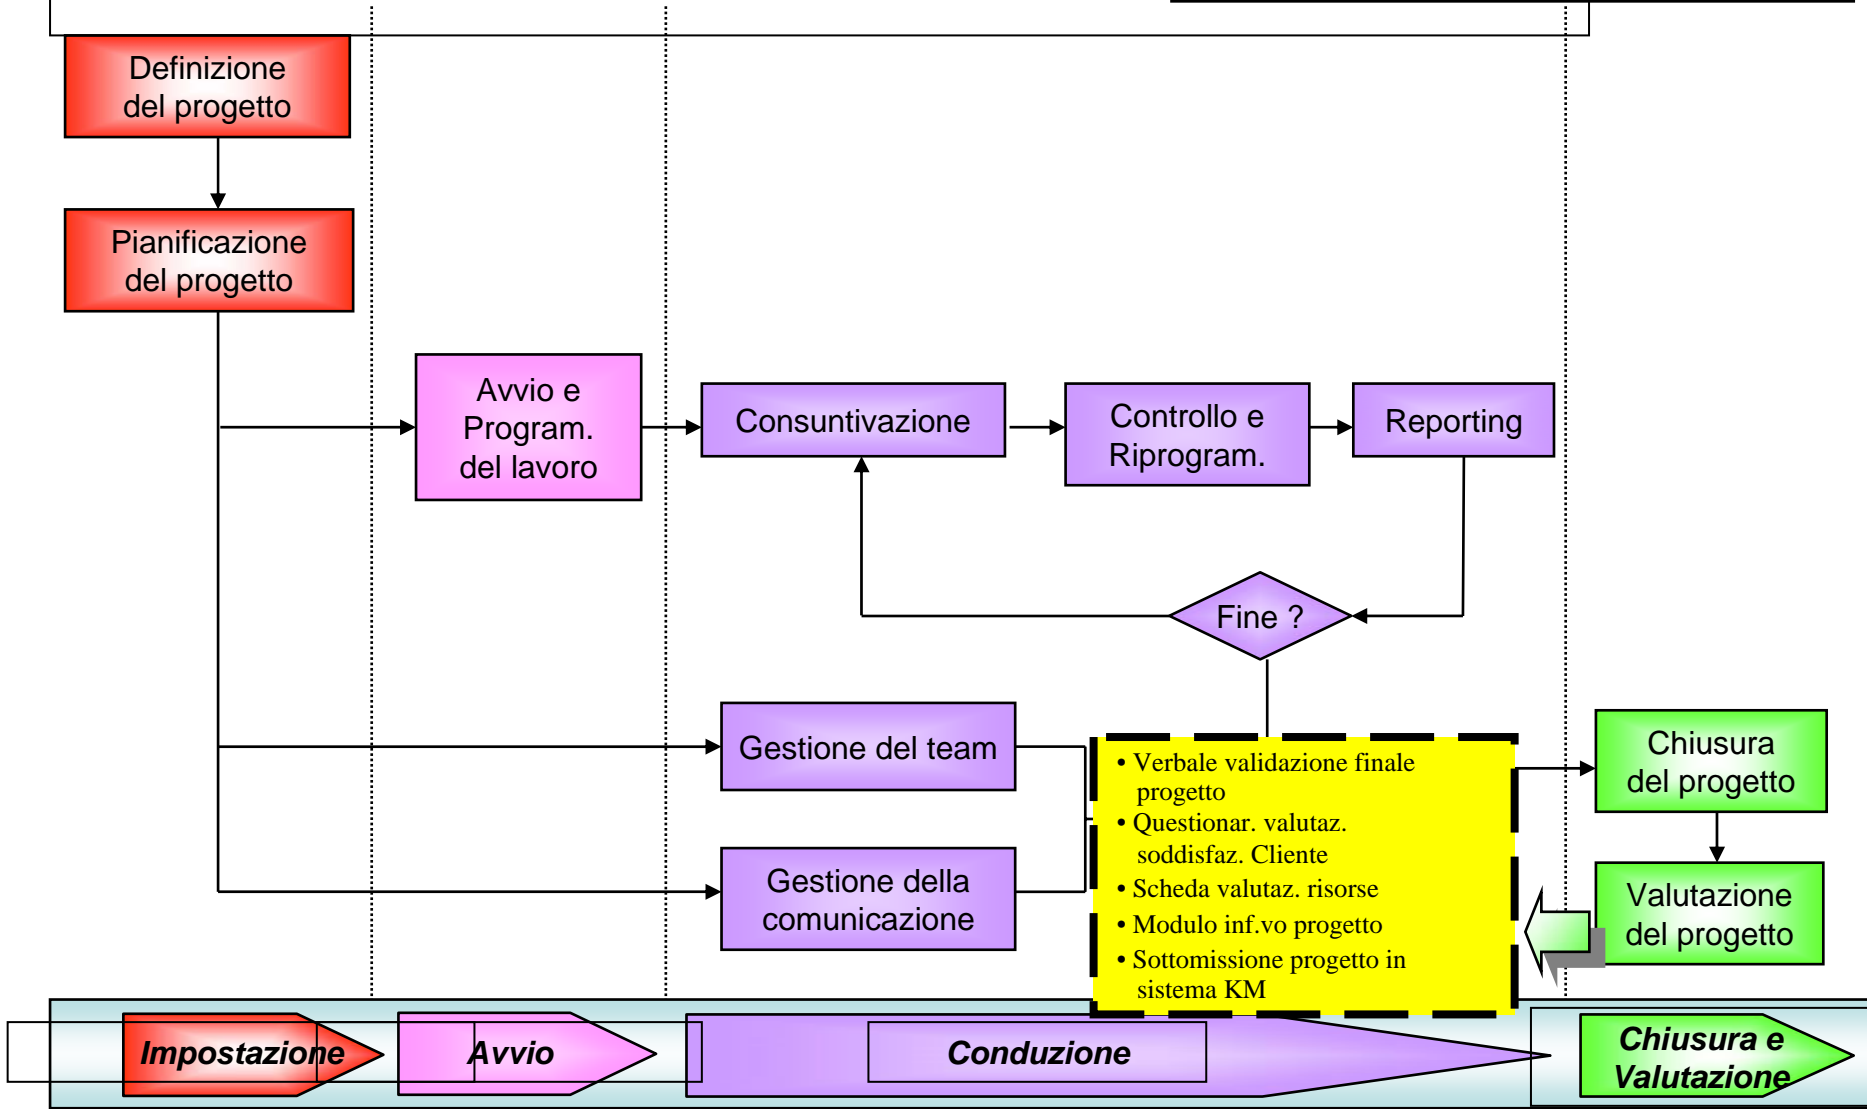 Definizione
del progetto
Pianificazione
del progetto
Avvio e
Program.
del lavoro
Consuntivazione
Controllo e
Riprogram.
Reporting
Fine ?
Gestione del team
Gestione della
comunicazione
• Verbale validazione finale
progetto
• Questionar. valutaz.
soddisfaz. Cliente
• Scheda valutaz. risorse
• Modulo inf.vo progetto
• Sottomissione progetto in
sistema KM
Chiusura
del progetto
Valutazione
del progetto
Impostazione
Avvio
Conduzione
Chiusura e
Valutazione